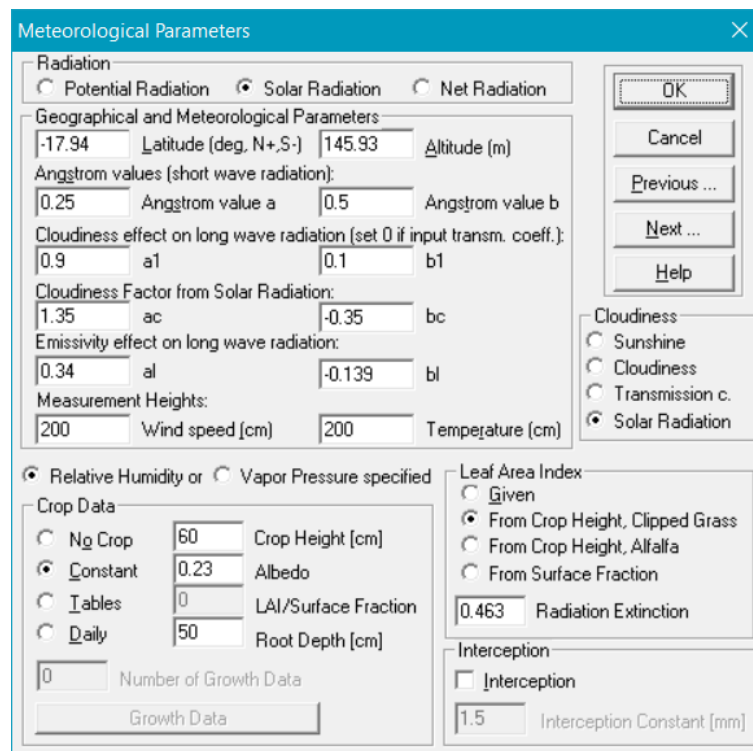 Meteorological Parameters
Radiation
Potential Radiation Solar Radiation Net Radiation
Geographical and Meteorological Parameters
-17.94 Latitude (deg, N+,S-) 145.93 Altitude (m)
Angstrom values (short wave radiation):
0.25 Angstrom value a 0.5 Angstrom value b
Cloudiness effect on long wave radiation (set 0 if input transm. coeff.):
0.9 a1 0.1 b1
Cloudiness Factor from Solar Radiation:
1.35 ac -0.35 bc
Emissivity effect on long wave radiation:
0.34 al -0.139 bl
Measurement Heights:
200 Wind speed (cm) 200 Temperature (cm)
OK
Cancel
Previous ...
Next ...
Help
Cloudiness
Sunshine
Cloudiness
Transmission c.
Solar Radiation
Relative Humidity or Vapor Pressure specified
Crop Data
No Crop 60 Crop Height [cm]
Constant 0.23 Albedo
Tables 0 LAI/Surface Fraction
Daily 50 Root Depth [cm]
0 Number of Growth Data
Growth Data
Leaf Area Index
Given
From Crop Height, Clipped Grass
From Crop Height, Alfalfa
From Surface Fraction
0.463 Radiation Extinction
Interception
Interception
1.5 Interception Constant [mm]